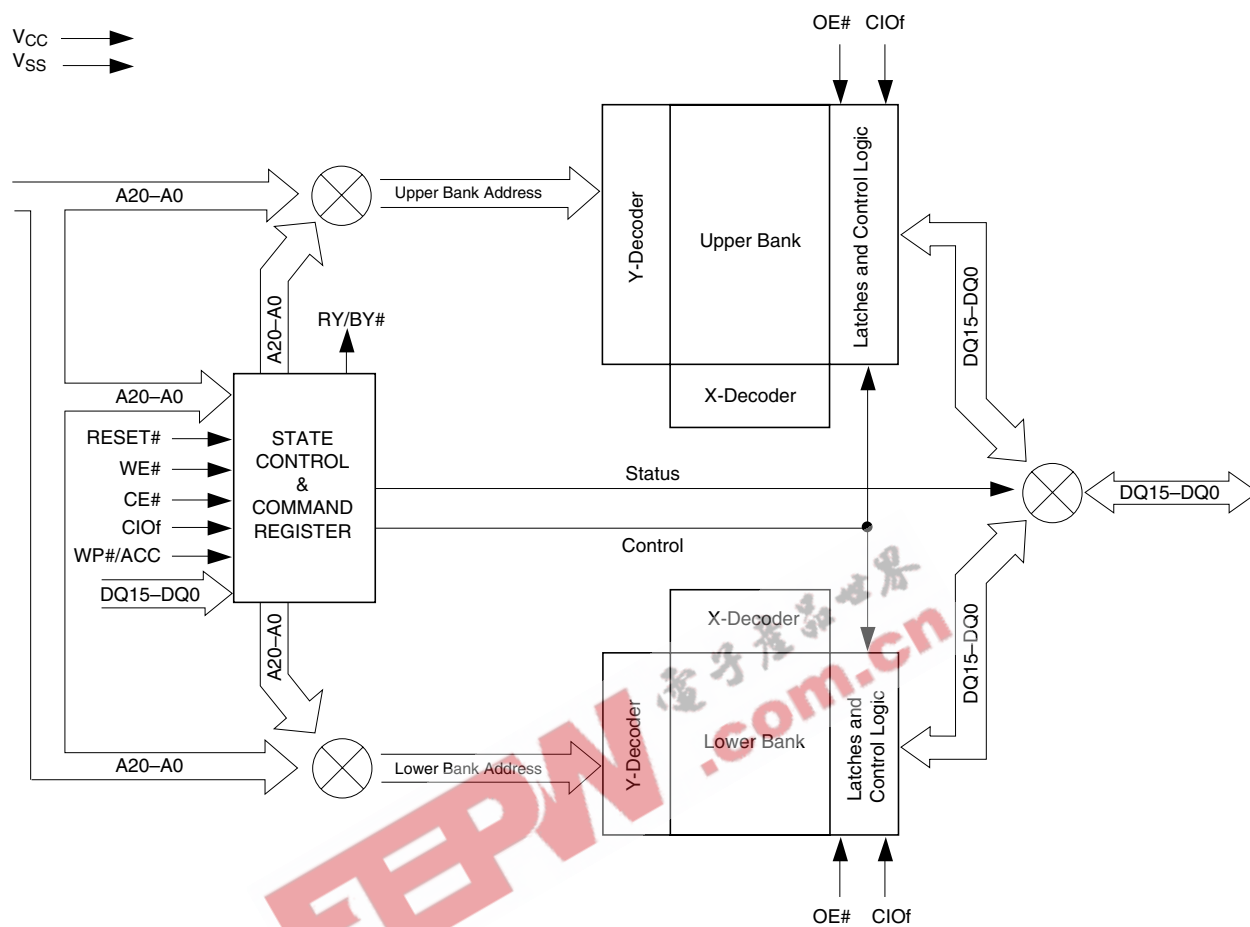 VCC
VSS
OE#
CIOf
A20–A0
Upper Bank Address
Y-Decoder
Upper Bank
Latches and Control Logic
X-Decoder
DQ15–DQ0
A20–A0
RY/BY#
A20–A0
RESET#
WE#
CE#
CIOf
WP#/ACC
DQ15–DQ0
STATE
CONTROL
&
COMMAND
REGISTER
Status
Control
DQ15–DQ0
A20–A0
X-Decoder
Y-Decoder
Lower Bank
Latches and
Control Logic
DQ15–DQ0
A20–A0
Lower Bank Address
OE#
CIOf
電子產品世界
EEPW
.com.cn